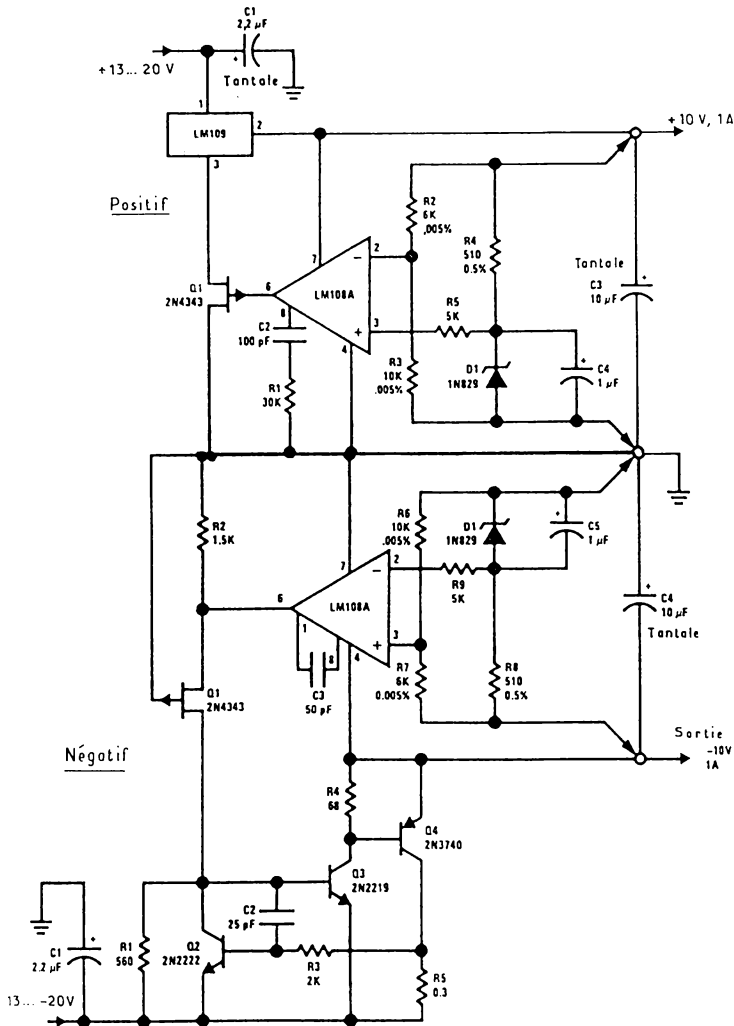 C1
2,2 µF
+
Tantale
+13... 20 V
1
LM109
2
+10 V, 1A
3
Positif
R2
6K
,005%
R4
510
0.5%
Tantale
+
C3
10 µF
7
2
−
Q1
2N4343
6
LM108A
8
C2
100 pF
+
3
R5
5K
4
R3
10K
,005%
D1
1N829
+
C4
1 µF
R1
30K
R2
1,5K
R6
10K
,005%
D1
1N829
+
C5
1 µF
7
2
−
R9
5K
6
LM108A
+
C4
10 µF
Tantale
1
8
+
3
4
C3
50 pF
R7
6K
0.005%
R8
510
0.5%
Q1
2N4343
Sortie
-10V
1A
Négatif
R4
68
Q4
2N3740
Q3
2N2219
C2
25 pF
C1
2,2 µF
+
R1
560
Q2
2N2222
R3
2K
R5
0.3
13... -20V